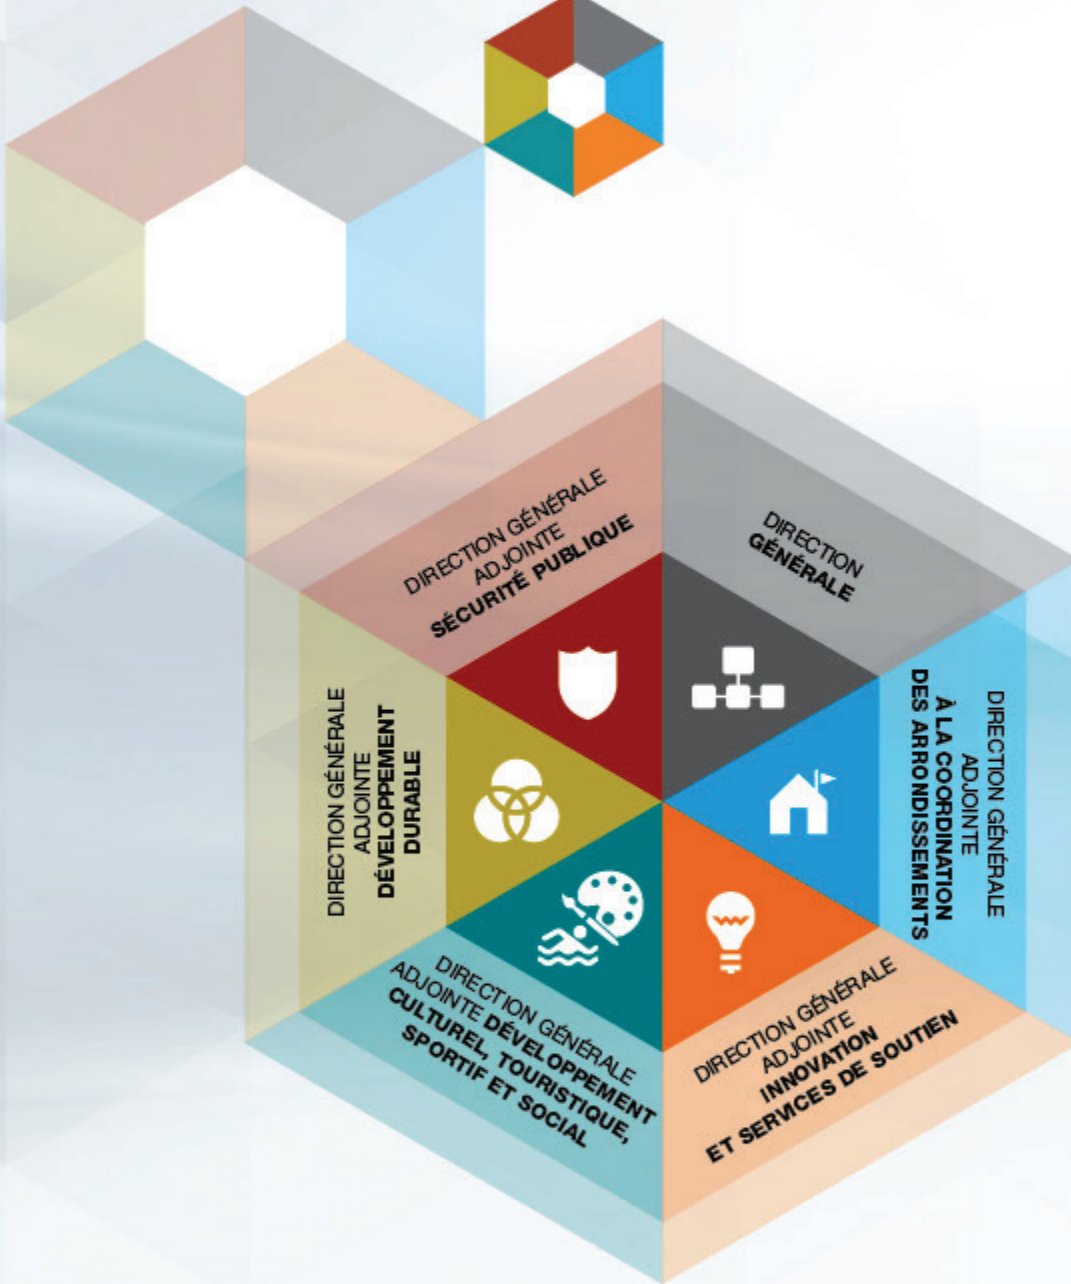 DIRECTION GÉNÉRALE
ADJOINTE
SÉCURITÉ PUBLIQUE
DIRECTION
GÉNÉRALE
DIRECTION GÉNÉRALE
ADJOINTE
À LA COORDINATION
DES ARRONDISSEMENTS
DIRECTION GÉNÉRALE
ADJOINTE
INNOVATION
ET SERVICES DE SOUTIEN
DIRECTION GÉNÉRALE
ADJOINTE DÉVELOPPEMENT
CULTUREL, TOURISTIQUE,
SPORTIF ET SOCIAL
DIRECTION GÉNÉRALE
ADJOINTE
DÉVELOPPEMENT
DURABLE